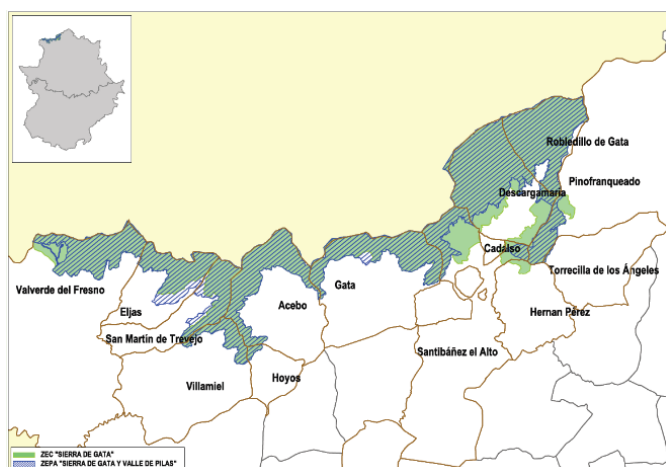 Robledillo de Gata
Pinofranqueado
Descargamaría
Cadalso
Torrecilla de los Ángeles
Valverde del Fresno
Gata
Eljas
Acebo
Hernan Pérez
San Martín de Trevejo
Santibáñez el Alto
Villamiel
Hoyos
ZEC "SIERRA DE GATA"
ZEPA "SIERRA DE GATA Y VALLE DE PILAS"